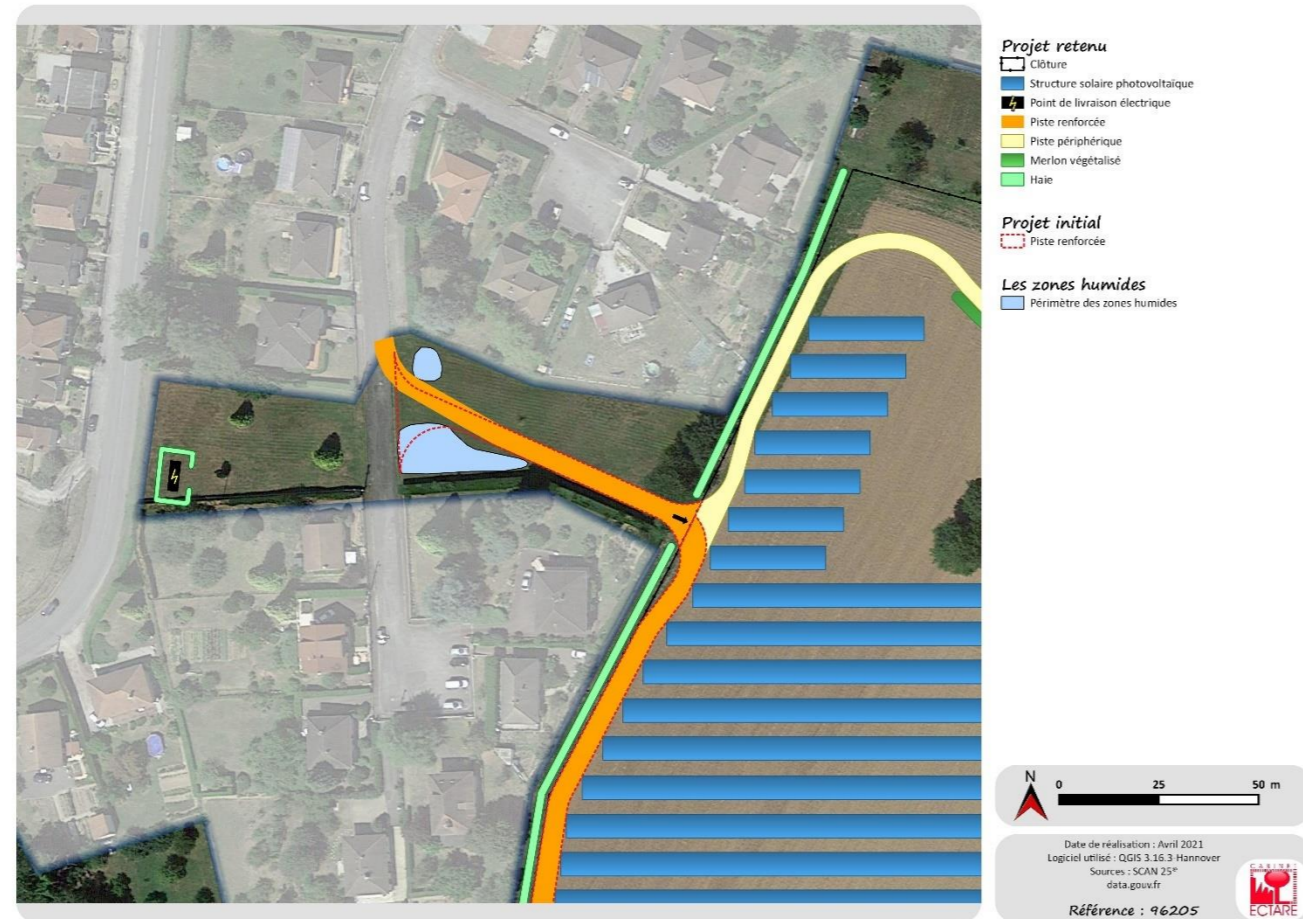 Projet retenu
Clôture
Structure solaire photovoltaïque
Point de livraison électrique
Piste renforcée
Piste périphérique
Merlon végétalisé
Haie
Projet initial
Piste renforcée
Les zones humides
Périmètre des zones humides
N
0 25 50 m
Date de réalisation : Avril 2021
Logiciel utilisé : QGIS 3.16.3-Hannover
Sources : SCAN 25®
data.gouv.fr
Référence : 96205
CABINET
ECTARE